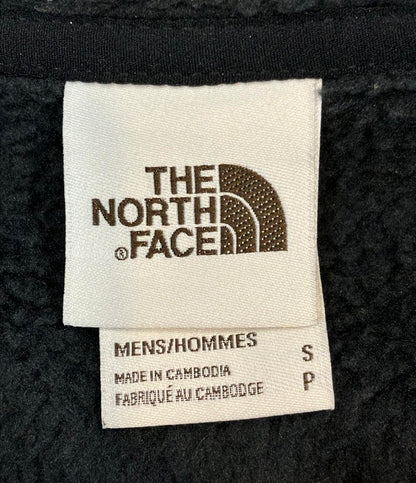 THE
NORTH
® FACE
MENS/HOMMES S
MADE IN CAMBODIA
FABRIQUÉ AU CAMBODGE P